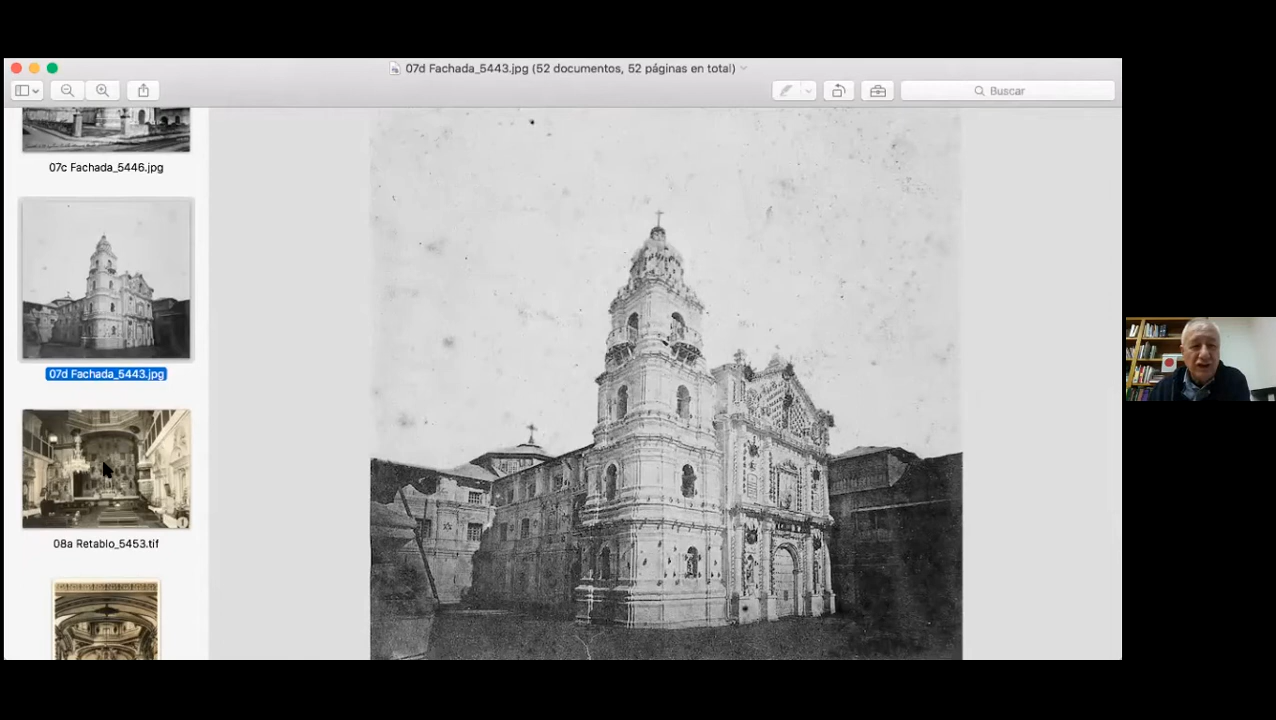 07d Fachada_5443.jpg (52 documentos, 52 páginas en total)
Buscar
07c Fachada_5446.jpg
07d Fachada_5443.jpg
08a Retablo_5453.tif